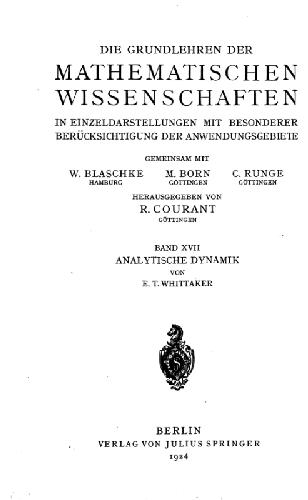 DIE GRUNDLEHREN DER
MATHEMATISCHEN
WISSENSCHAFTEN
IN EINZELDARSTELLUNGEN MIT BESONDERER
BERÜCKSICHTIGUNG DER ANWENDUNGSGEBIETE
GEMEINSAM MIT
W. BLASCHKE M. BORN C. RUNGE
HAMBURG GÖTTINGEN GÖTTINGEN
HERAUSGEGEBEN VON
R. COURANT
GÖTTINGEN
BAND XVII
ANALYTISCHE DYNAMIK
VON
E. T. WHITTAKER
BERLIN
VERLAG VON JULIUS SPRINGER
1924